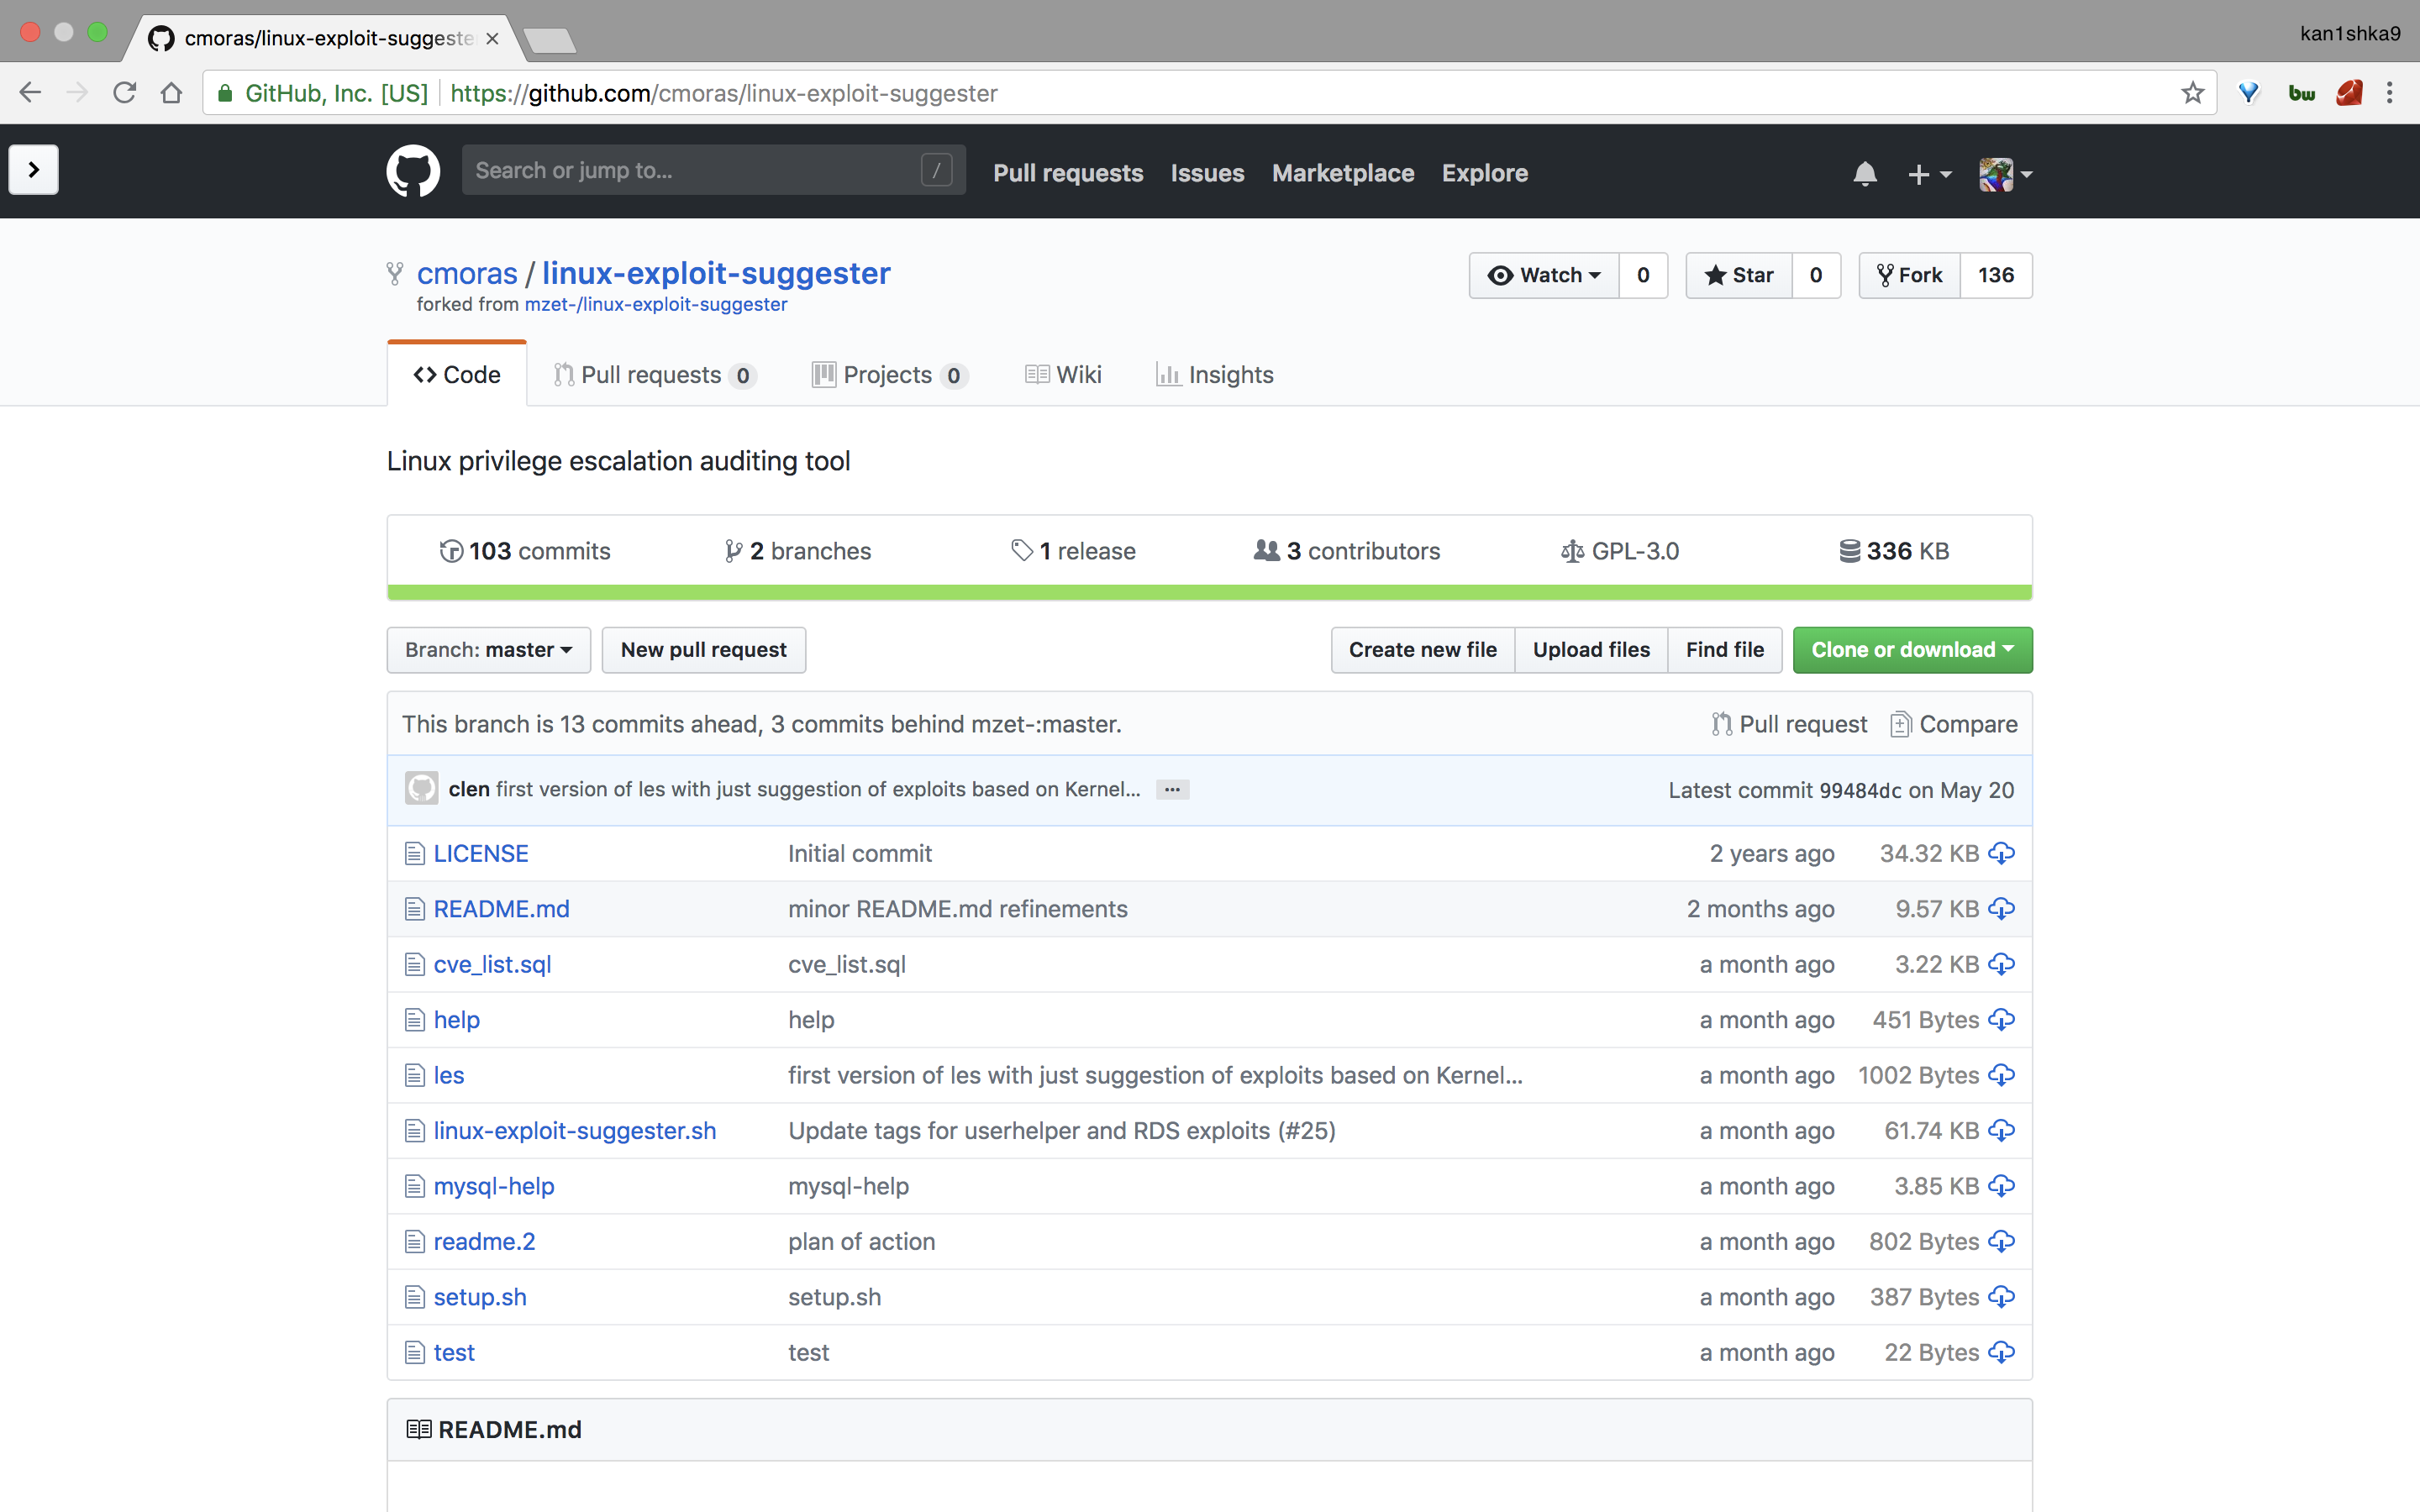 cmoras/linux-exploit-suggeste
kan1shka9
GitHub, Inc. [US] https://github.com/cmoras/linux-exploit-suggester
bw
Search or jump to... / Pull requests Issues Marketplace Explore
cmoras / linux-exploit-suggester
forked from mzet-/linux-exploit-suggester
Watch 0 Star 0 Fork 136
Code Pull requests 0 Projects 0 Wiki Insights
Linux privilege escalation auditing tool
103 commits 2 branches 1 release 3 contributors GPL-3.0 336 KB
Branch: master New pull request Create new file Upload files Find file Clone or download
This branch is 13 commits ahead, 3 commits behind mzet-:master. Pull request Compare
clen first version of les with just suggestion of exploits based on Kernel... ... Latest commit 99484dc on May 20
LICENSE Initial commit 2 years ago 34.32 KB
README.md minor README.md refinements 2 months ago 9.57 KB
cve_list.sql cve_list.sql a month ago 3.22 KB
help help a month ago 451 Bytes
les first version of les with just suggestion of exploits based on Kernel... a month ago 1002 Bytes
linux-exploit-suggester.sh Update tags for userhelper and RDS exploits (#25) a month ago 61.74 KB
mysql-help mysql-help a month ago 3.85 KB
readme.2 plan of action a month ago 802 Bytes
setup.sh setup.sh a month ago 387 Bytes
test test a month ago 22 Bytes
README.md